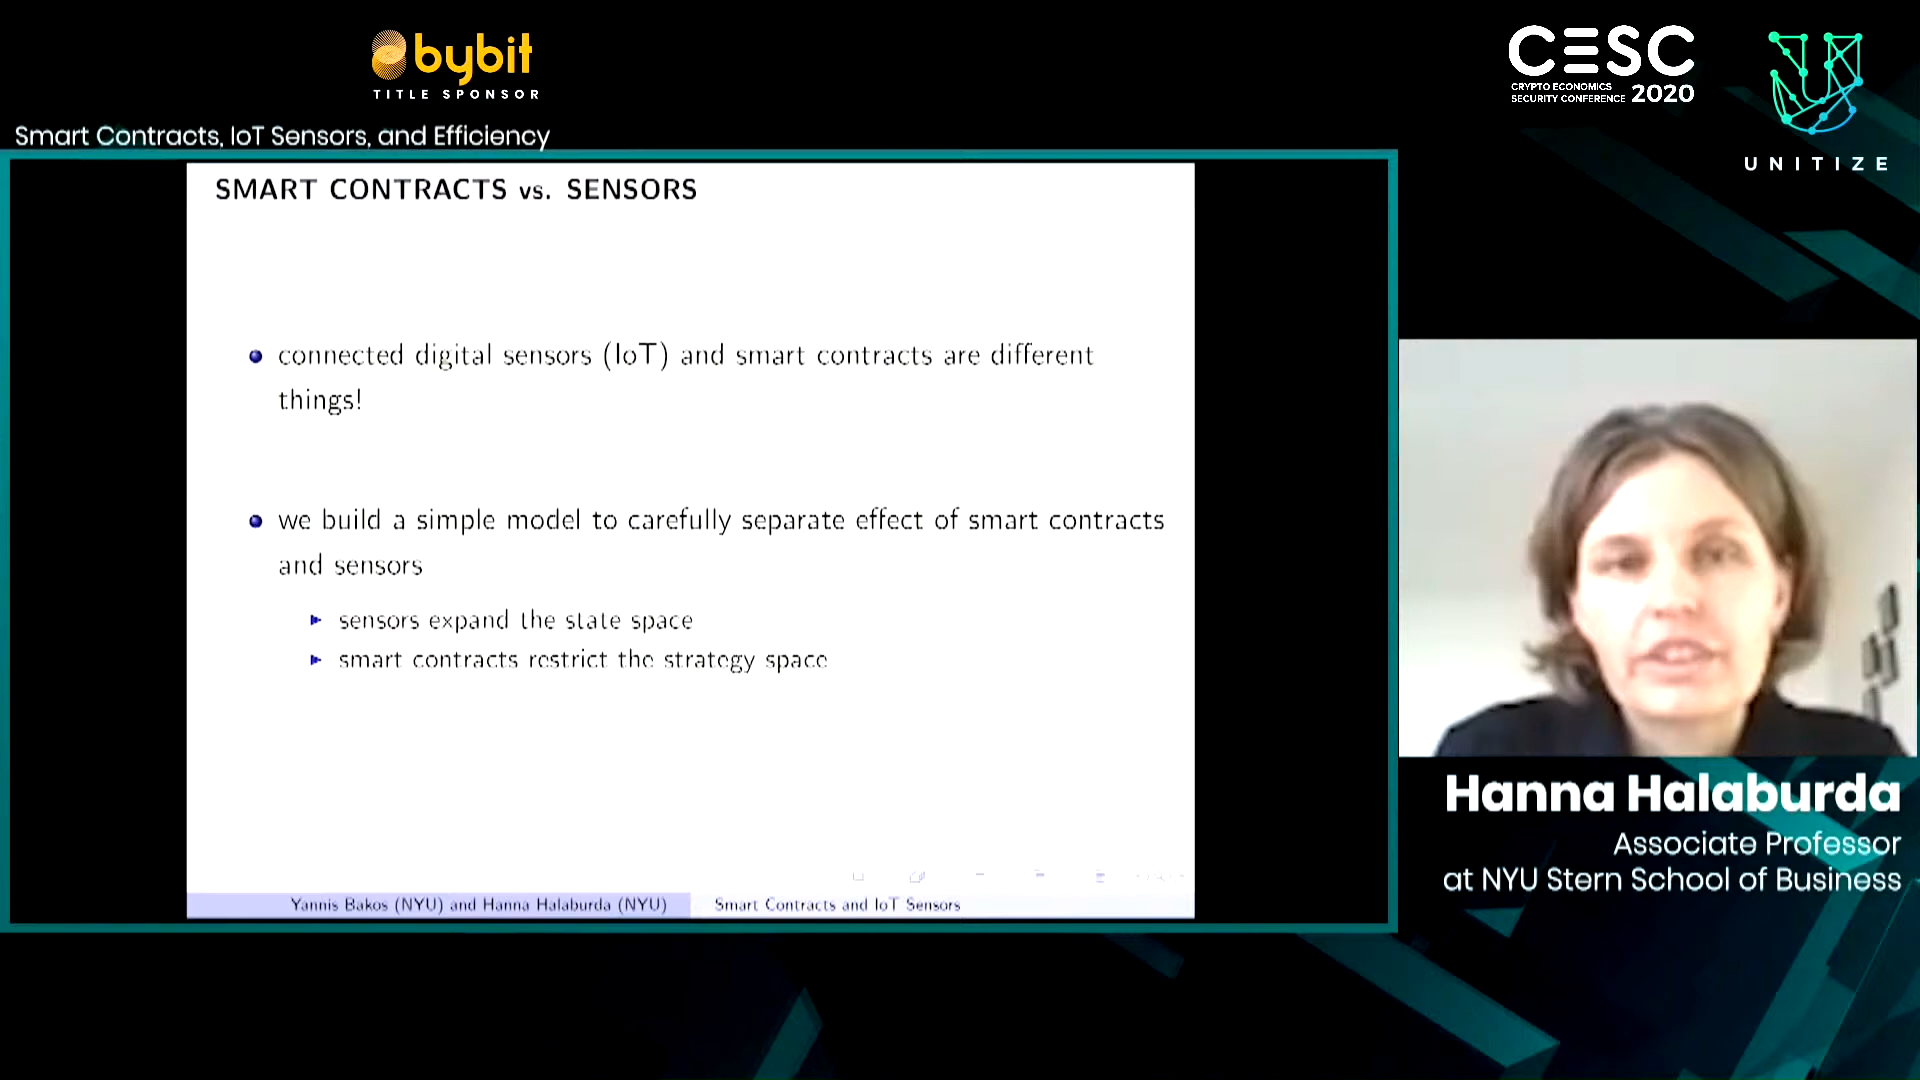 bybit
TITLE SPONSOR
CESC
CRYPTO ECONOMICS
SECURITY CONFERENCE 2020
UNITIZE
Smart Contracts, IoT Sensors, and Efficiency
SMART CONTRACTS vs. SENSORS
connected digital sensors (IoT) and smart contracts are different
things!
we build a simple model to carefully separate effect of smart contracts
and sensors
sensors expand the state space
smart contracts restrict the strategy space
Yannis Bakos (NYU) and Hanna Halaburda (NYU)
Smart Contracts and IoT Sensors
Hanna Halaburda
Associate Professor
at NYU Stern School of Business